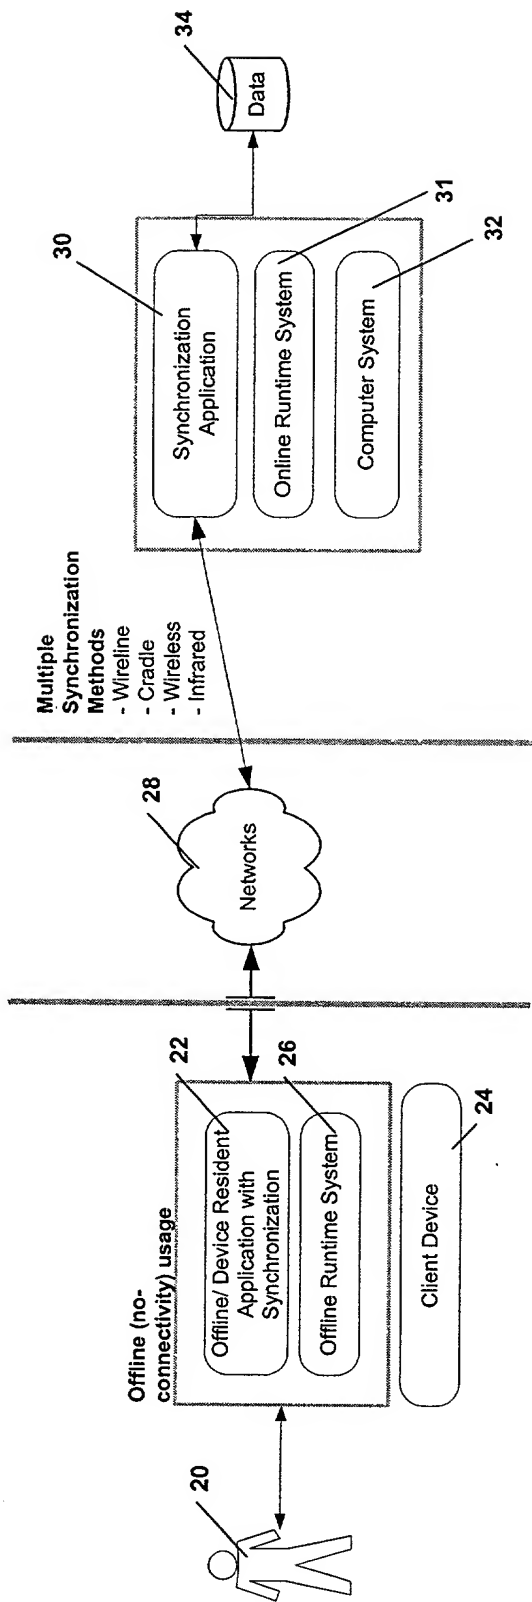 Offline (no-
connectivity) usage
20
22
Offline/ Device Resident
Application with
Synchronization
26
Offline Runtime System
24
Client Device
28
Networks
Multiple
Synchronization
Methods
- Wireline
- Cradle
- Wireless
- Infrared
30
Synchronization
Application
31
Online Runtime System
32
Computer System
34
Data